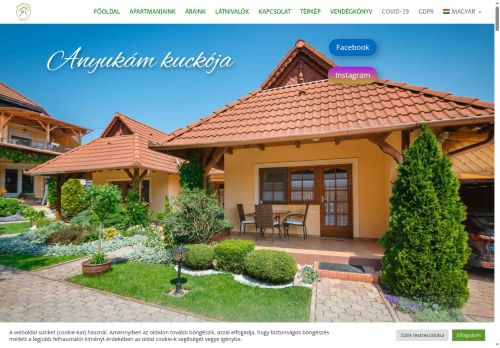 FŐOLDAL APARTMANJAINK ÁRAINK LÁTNIVALÓK KAPCSOLAT TÉRKÉP VENDÉGKÖNYV COVID-19 GDPR MAGYAR
Anyukám kuckója
Facebook
Instagram
A weboldal sütiket (cookie-kat) használ. Amennyiben az oldalon tovább böngészik, azzal elfogadja, hogy biztonságos böngészés
mellett a legjobb felhasználói élményt érdekében az oldal cookie-k segítségét vegye igénybe.
Sütik testreszabása
Elfogadom